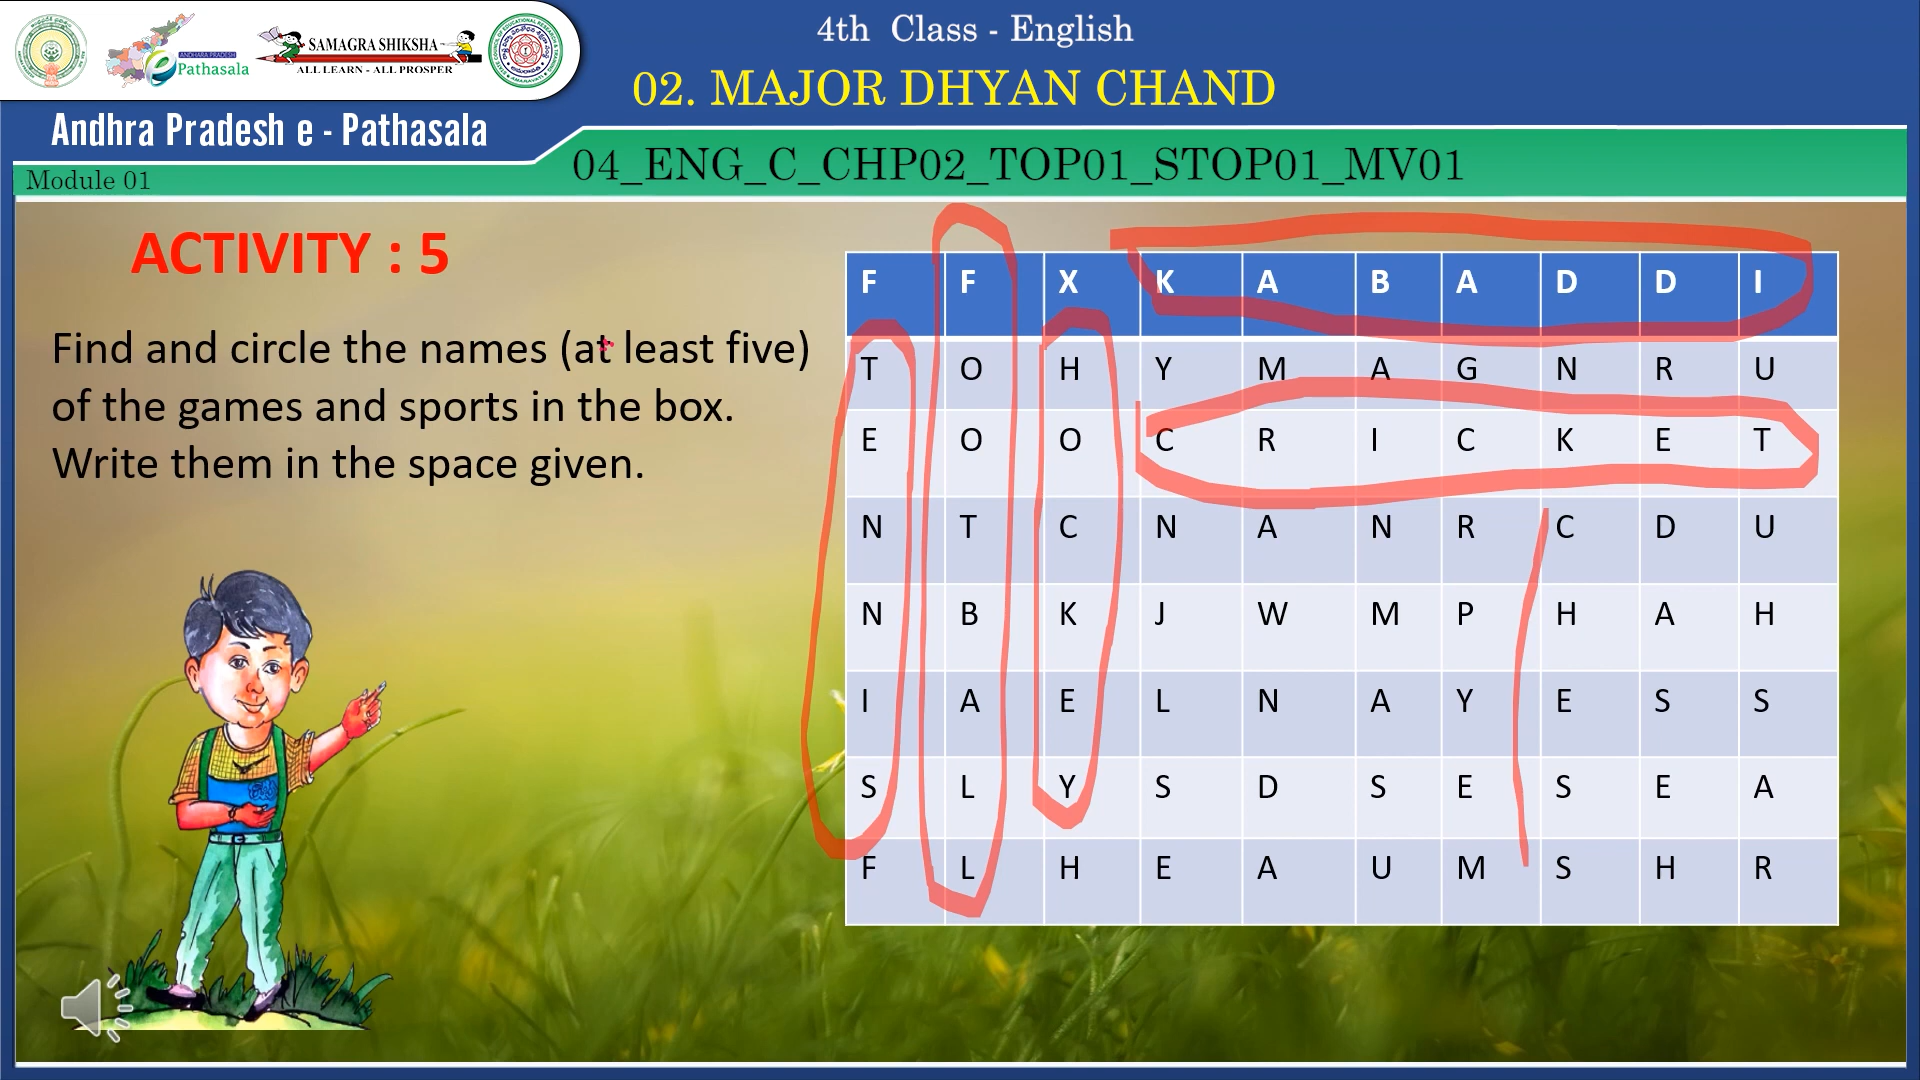 ANDHRA PRADESH
Pathasala
SAMAGRA SHIKSHA
ALL LEARN - ALL PROSPER
4th Class - English
02. MAJOR DHYAN CHAND
Andhra Pradesh e - Pathasala
Module 01
04_ENG_C_CHP02_TOP01_STOP01_MV01
ACTIVITY : 5
Find and circle the names (at least five)
of the games and sports in the box.
Write them in the space given.
F F X K A B A D D I
T O H Y M A G N R U
E O O C R I C K E T
N T C N A N R C D U
N B K J W M P H A H
I A E L N A Y E S S
S L Y S D S E S E A
F L H E A U M S H R